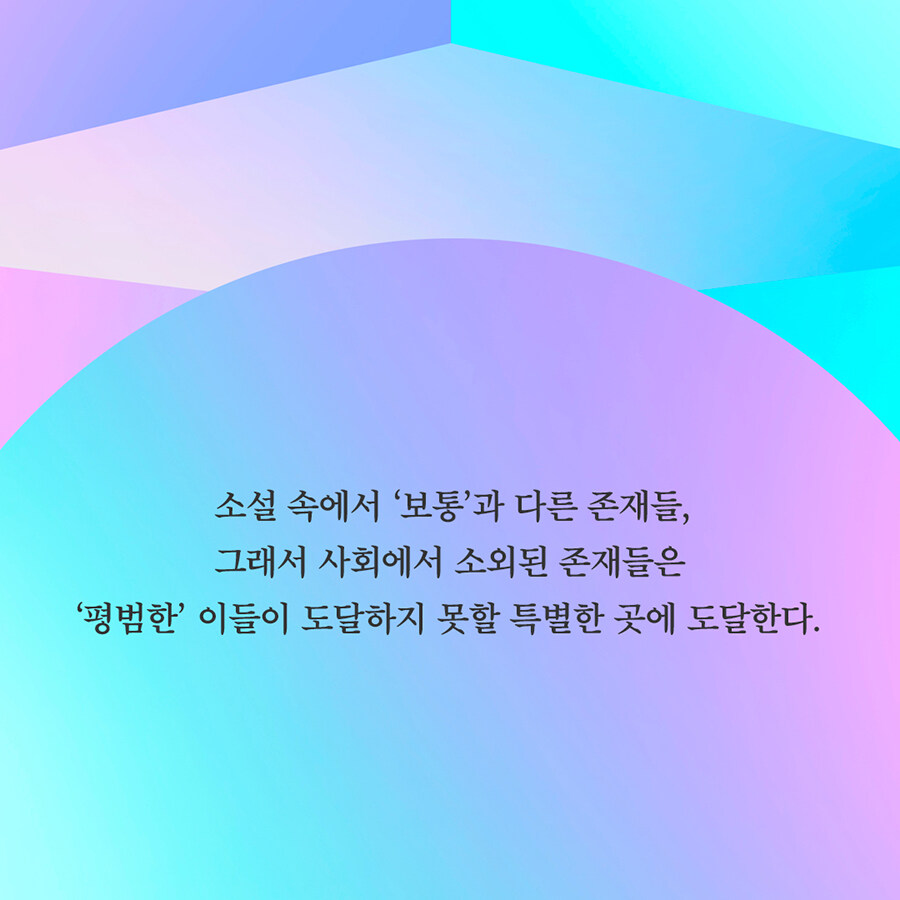 소설 속에서 ‘보통’과 다른 존재들,
그래서 사회에서 소외된 존재들은
‘평범한’ 이들이 도달하지 못할 특별한 곳에 도달한다.